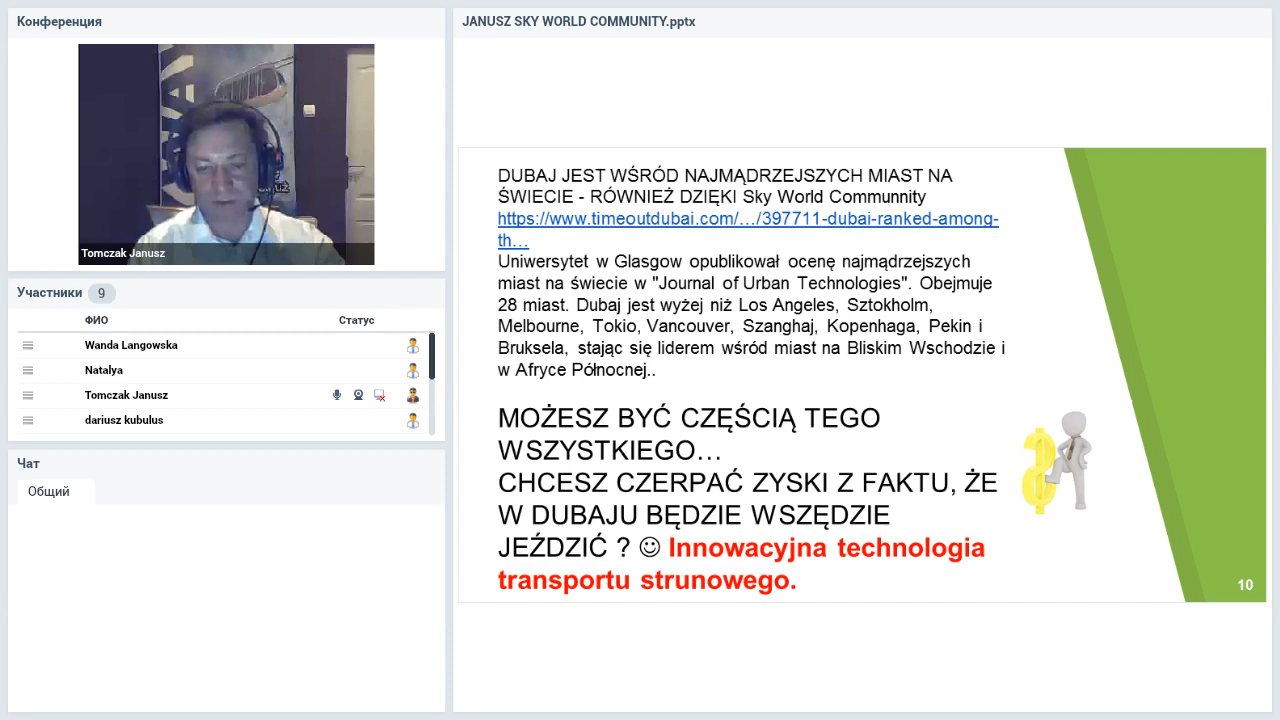 Конференция
WAY
Tomczak Janusz
Участники 9
ФИО Статус
Wanda Langowska
Natalya
Tomczak Janusz
dariusz kubulus
Чат
Общий
JANUSZ SKY WORLD COMMUNITY.pptx
DUBAJ JEST WŚRÓD NAJMĄDRZEJSZYCH MIAST NA
ŚWIECIE - RÓWNIEŻ DZIĘKI Sky World Communnity
https://www.timeoutdubai.com/…/397711-dubai-ranked-among-
th…
Uniwersytet w Glasgow opublikował ocenę najmądrzejszych
miast na świecie w "Journal of Urban Technologies". Obejmuje
28 miast. Dubaj jest wyżej niż Los Angeles, Sztokholm,
Melbourne, Tokio, Vancouver, Szanghaj, Kopenhaga, Pekin i
Bruksela, stając się liderem wśród miast na Bliskim Wschodzie i
w Afryce Północnej..
MOŻESZ BYĆ CZĘŚCIĄ TEGO
WSZYSTKIEGO…
CHCESZ CZERPAĆ ZYSKI Z FAKTU, ŻE
W DUBAJU BĘDZIE WSZĘDZIE
JEŹDZIĆ ? ☺ Innowacyjna technologia
transportu strunowego.
10